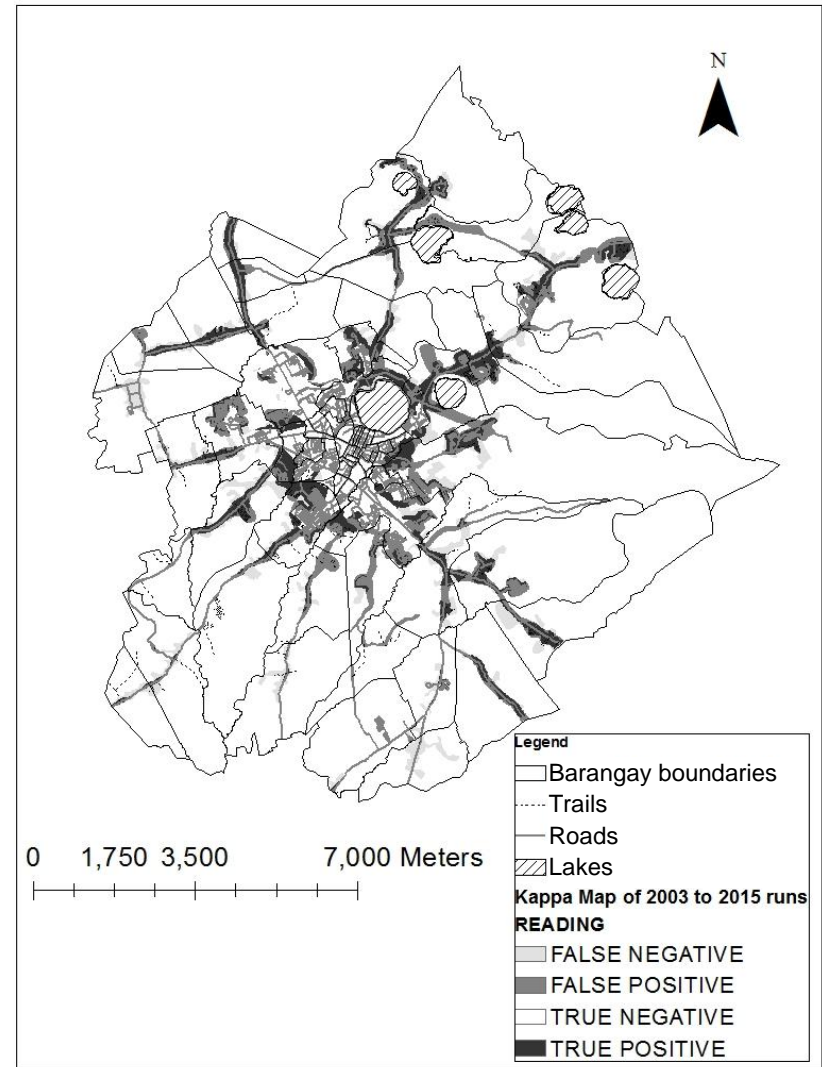 N
0 1,750 3,500 7,000 Meters
Legend
Barangay boundaries
Trails
Roads
Lakes
Kappa Map of 2003 to 2015 runs
READING
FALSE NEGATIVE
FALSE POSITIVE
TRUE NEGATIVE
TRUE POSITIVE